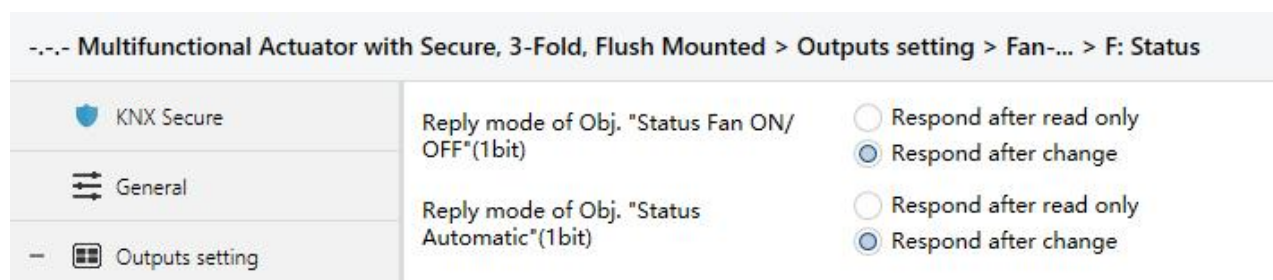 -.-.- Multifunctional Actuator with Secure, 3-Fold, Flush Mounted > Outputs setting > Fan-... > F: Status
KNX Secure
General
Outputs setting
Reply mode of Obj. "Status Fan ON/
OFF"(1bit)
Respond after read only
Respond after change
Reply mode of Obj. "Status
Automatic"(1bit)
Respond after read only
Respond after change